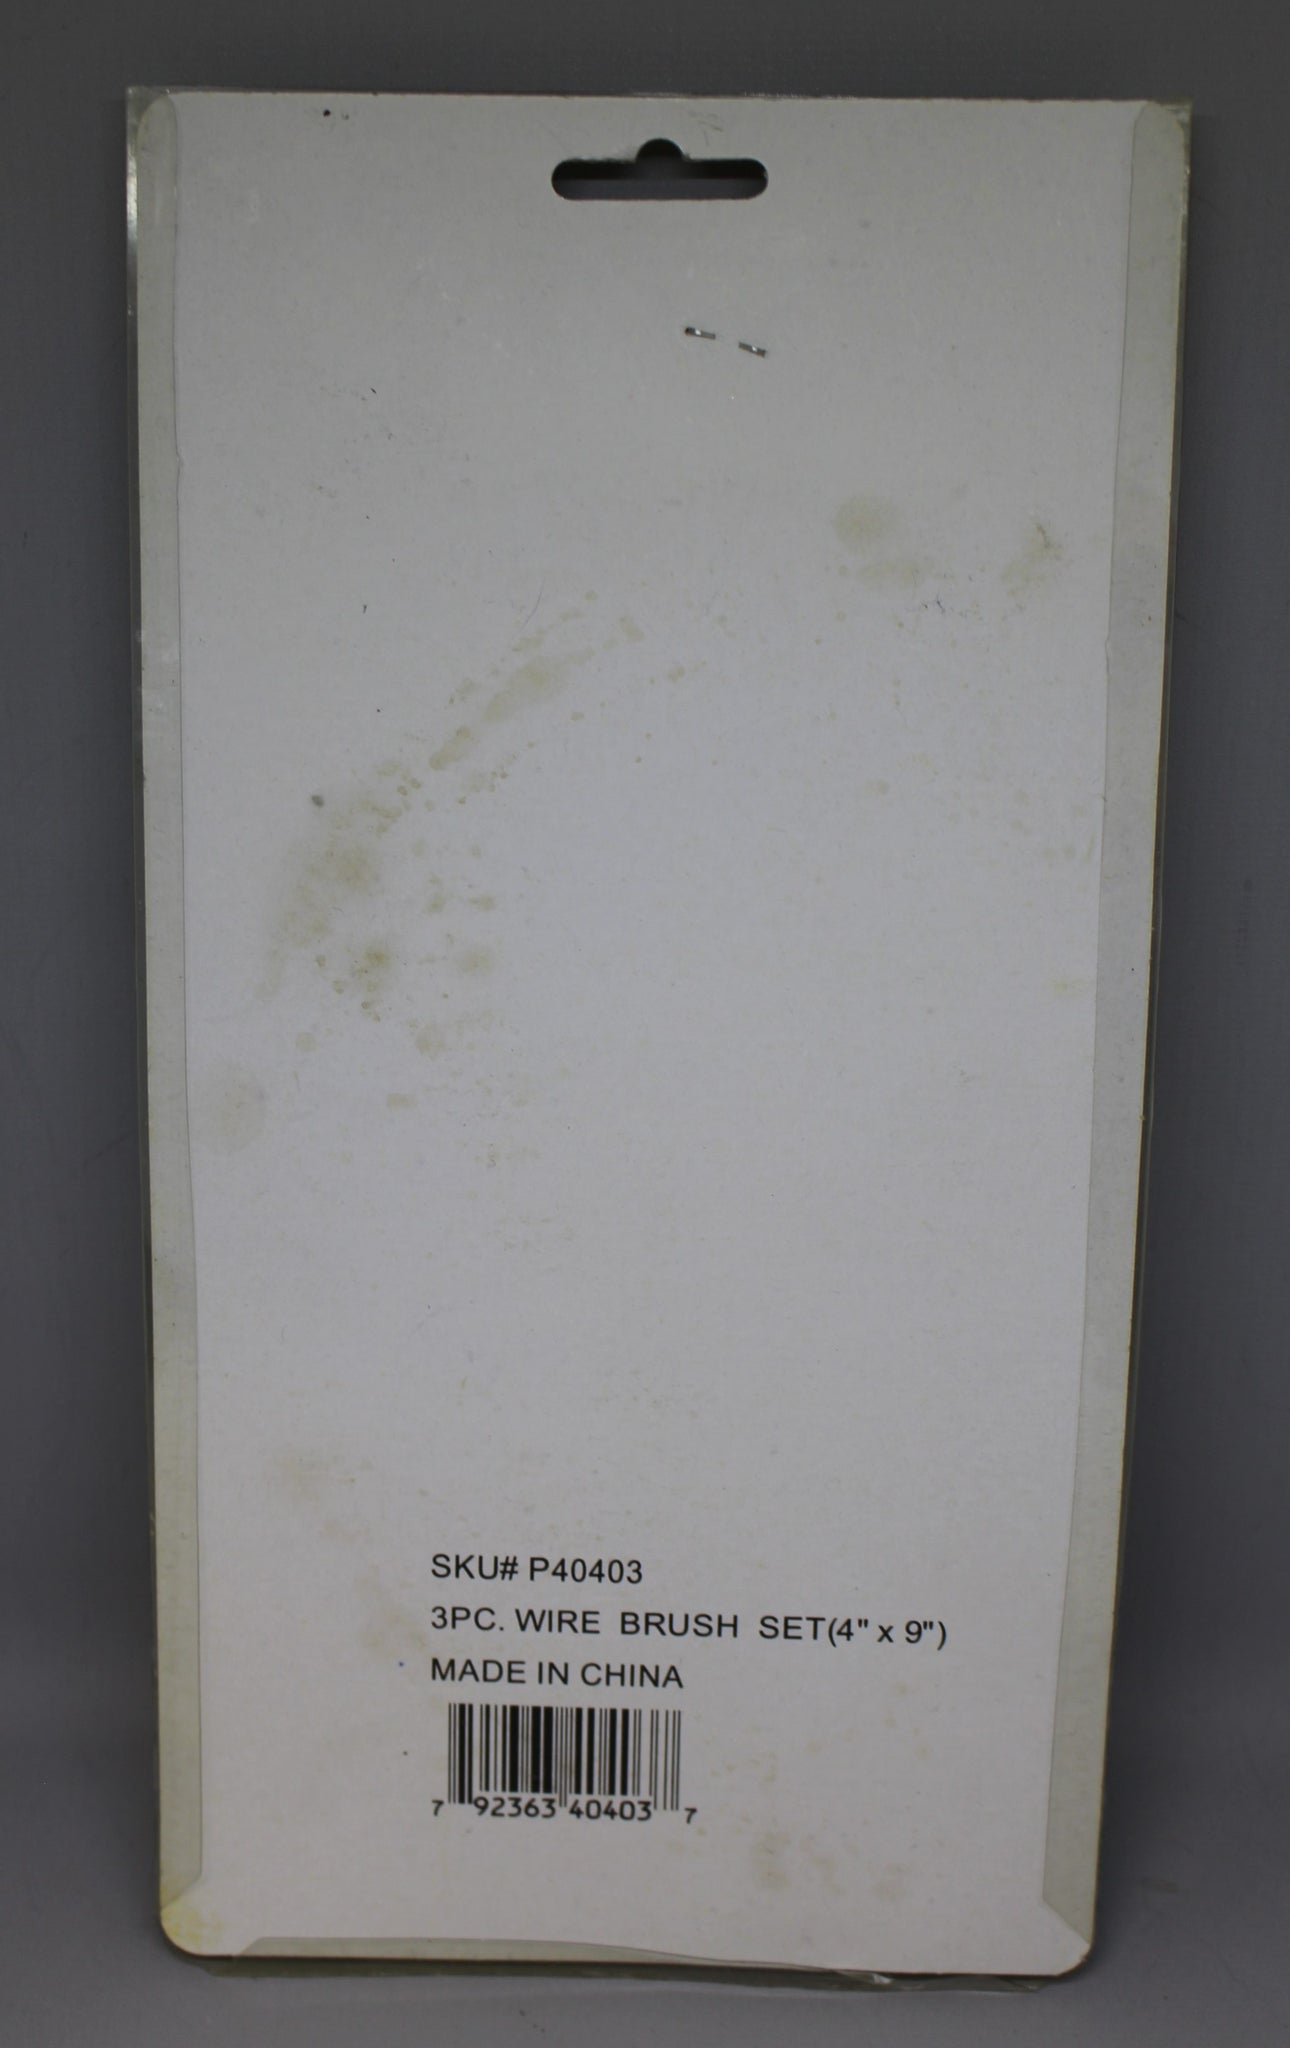 SKU# P40403
3PC. WIRE BRUSH SET(4" x 9")
MADE IN CHINA
7 92363 40403 7